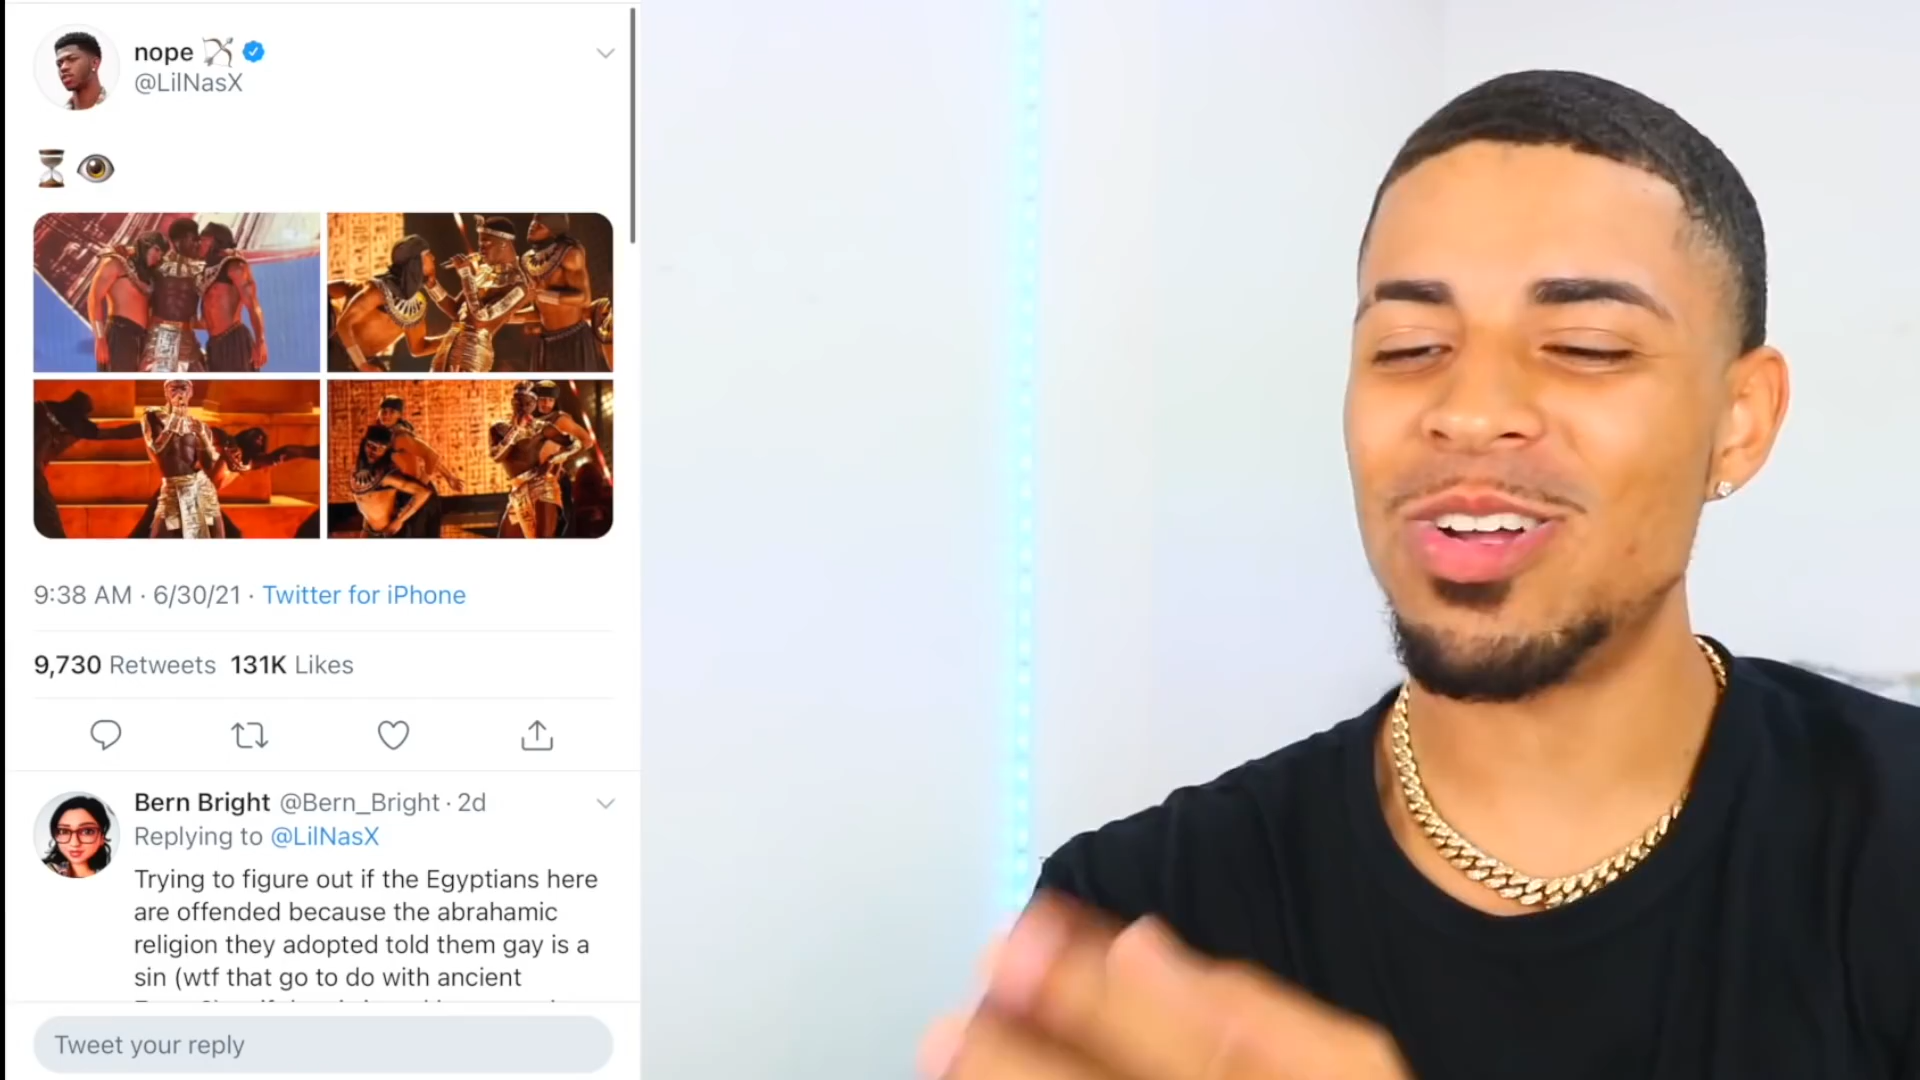 nope
@LilNasX
9:38 AM · 6/30/21 · Twitter for iPhone
9,730 Retweets 131K Likes
Bern Bright @Bern_Bright · 2d
Replying to @LilNasX
Trying to figure out if the Egyptians here
are offended because the abrahamic
religion they adopted told them gay is a
sin (wtf that go to do with ancient
Tweet your reply